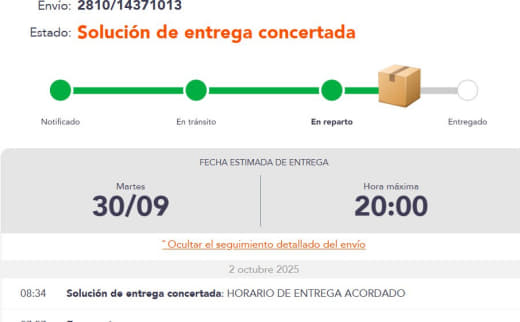 Envío: 2810/14371013
Estado: Solución de entrega concertada
Notificado En tránsito En reparto Entregado
FECHA ESTIMADA DE ENTREGA
Martes Hora máxima
30/09 20:00
ˆOcultar el seguimiento detallado del envío
2 octubre 2025
08:34 Solución de entrega concertada: HORARIO DE ENTREGA ACORDADO